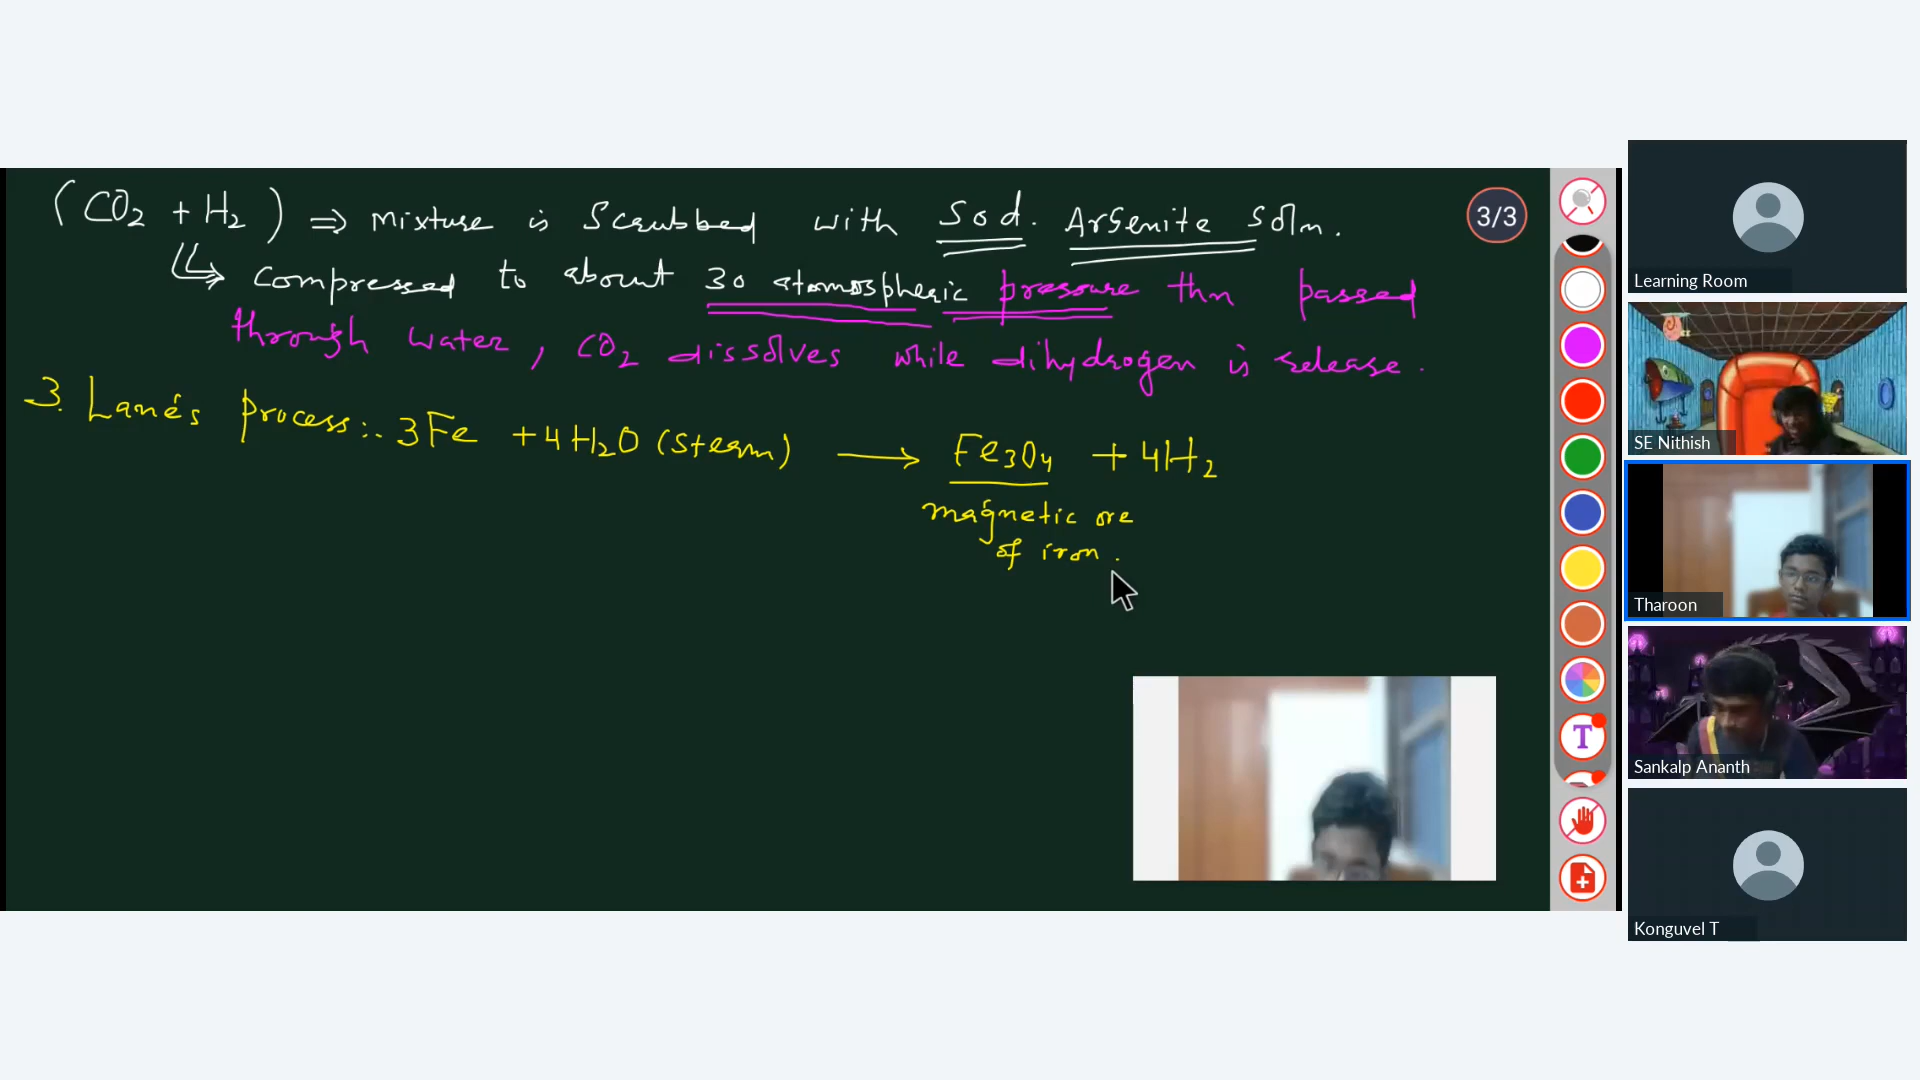 (CO₂ + H₂) ⇒ mixture is Scrubbed with Sod. Arsenite Soln.
3/3
compressed to about 30 atomospheric pressure thn passed
through water, CO₂ dissolves while dihydrogen is release.
3. Lane's process:- 3Fe + 4H₂O (steam) → Fe₃O₄ + 4H₂
magnetic ore
of iron.
T
Learning Room
SE Nithish
Tharoon
Sankalp Ananth
Konguvel T